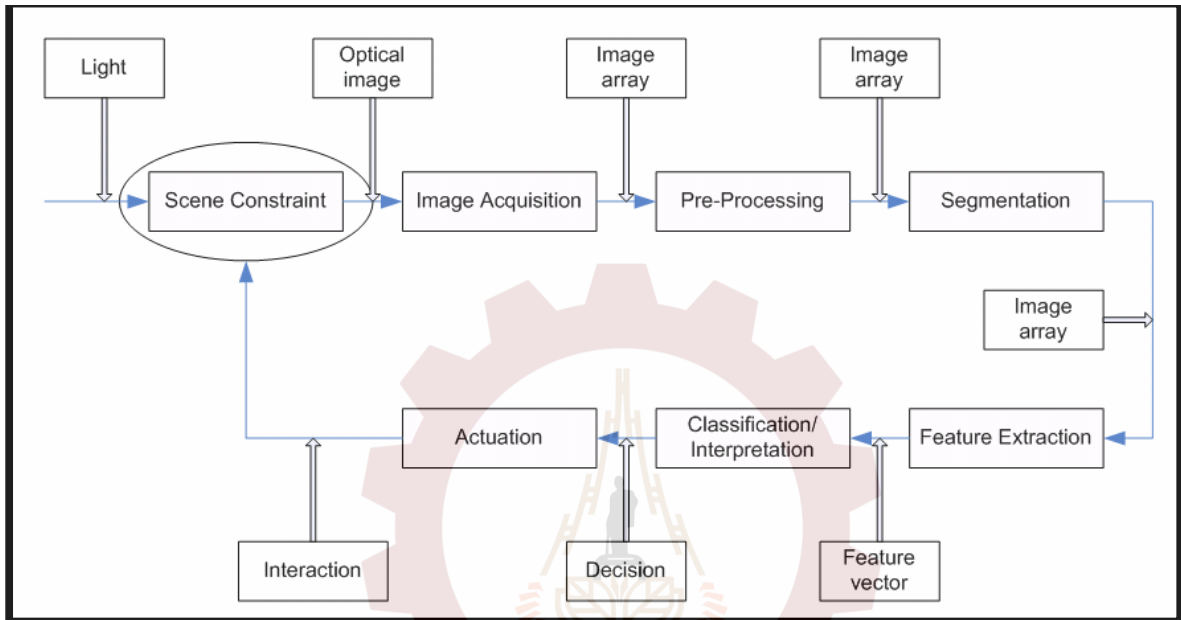 Light
Optical
image
Image
array
Image
array
Scene Constraint
Image Acquisition
Pre-Processing
Segmentation
Image
array
Actuation
Classification/
Interpretation
Feature Extraction
Interaction
Decision
Feature
vector